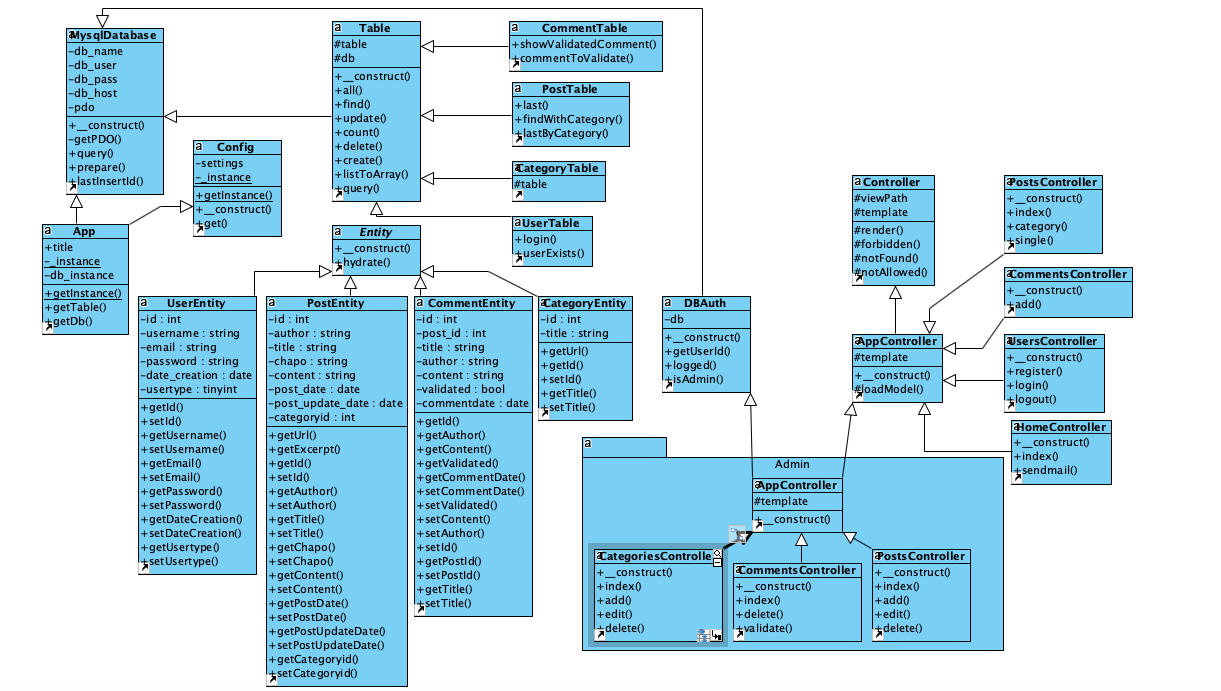 MysqlDatabase
-db_name
-db_user
-db_pass
-db_host
-pdo
+__construct()
-getPDO()
+query()
+prepare()
+lastInsertId()
Config
-settings
-_instance
+getInstance()
+__construct()
+get()
App
+title
-_instance
-db_instance
+getInstance()
+getTable()
+getDb()
Table
#table
#db
+__construct()
+all()
+find()
+update()
+count()
+delete()
+create()
+listToArray()
+query()
CommentTable
+showValidatedComment()
+commentToValidate()
PostTable
+last()
+findWithCategory()
+lastByCategory()
CategoryTable
#table
UserTable
+login()
+userExists()
Entity
+__construct()
+hydrate()
UserEntity
-id : int
-username : string
-email : string
-password : string
-date_creation : date
-usertype : tinyint
+getId()
+setId()
+getUsername()
+setUsername()
+getEmail()
+setEmail()
+getPassword()
+setPassword()
+getDateCreation()
+setDateCreation()
+getUsertype()
+setUsertype()
PostEntity
-id : int
-author : string
-title : string
-chapo : string
-content : string
-post_date : date
-post_update_date : date
-categoryid : int
+getUrl()
+getExcerpt()
+getId()
+setId()
+getAuthor()
+setAuthor()
+getTitle()
+setTitle()
+getChapo()
+setChapo()
+getContent()
+setContent()
+getPostDate()
+setPostDate()
+getPostUpdateDate()
+setPostUpdateDate()
+getCategoryid()
+setCategoryid()
CommentEntity
-id : int
-post_id : int
-title : string
-author : string
-content : string
-validated : bool
-commentdate : date
+getId()
+getAuthor()
+getContent()
+getValidated()
+getCommentDate()
+setCommentDate()
+setValidated()
+setContent()
+setAuthor()
+setId()
+getPostId()
+setPostId()
+getTitle()
+setTitle()
CategoryEntity
-id : int
-title : string
+getUrl()
+getId()
+setId()
+getTitle()
+setTitle()
DBAuth
-db
+__construct()
+getUserId()
+logged()
+isAdmin()
Controller
#viewPath
#template
#render()
#forbidden()
#notFound()
#notAllowed()
PostsController
+__construct()
+index()
+category()
+single()
CommentsController
+__construct()
+add()
AppController
#template
+__construct()
#loadModel()
UsersController
+__construct()
+register()
+login()
+logout()
HomeController
+__construct()
+index()
+sendmail()
Admin
AppController
#template
+__construct()
CategoriesControlle
+__construct()
+index()
+add()
+edit()
+delete()
CommentsController
+__construct()
+index()
+delete()
+validate()
PostsController
+__construct()
+index()
+add()
+edit()
+delete()